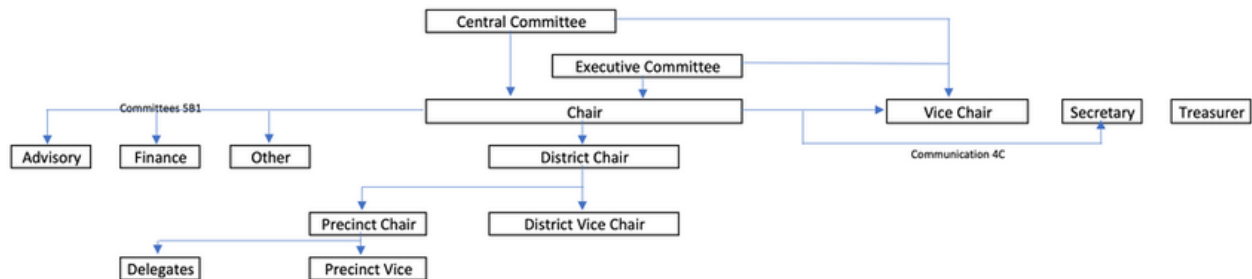 Central Committee
Executive Committee
Committees 5B1
Chair
Vice Chair
Secretary
Treasurer
Advisory
Finance
Other
District Chair
Communication 4C
Precinct Chair
District Vice Chair
Delegates
Precinct Vice